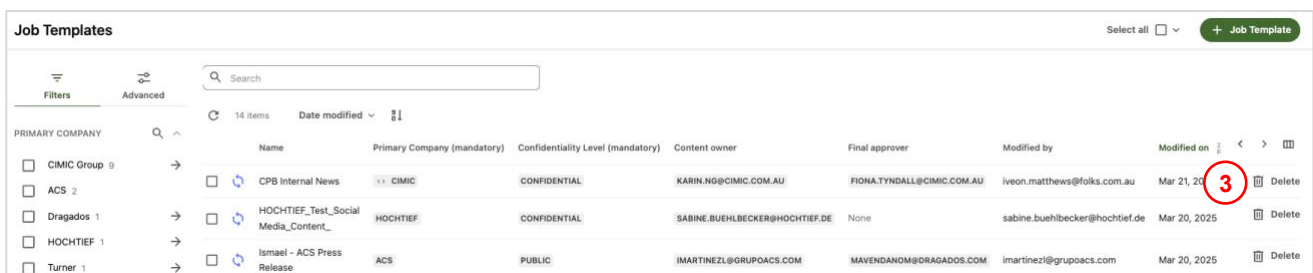 Job Templates
Select all
+ Job Template
Filters
Advanced
Search
14 items
Date modified
PRIMARY COMPANY
CIMIC Group 9
ACS 2
Dragados 1
HOCHTIEF 1
Turner 1
Name Primary Company (mandatory) Confidentiality Level (mandatory) Content owner Final approver Modified by Modified on
CPB Internal News CIMIC CONFIDENTIAL KARIN.NG@CIMIC.COM.AU FIONA.TYNDALL@CIMIC.COM.AU iveon.matthews@folks.com.au Mar 21, 3 Delete
HOCHTIEF_Test_Social
Media_Content_ HOCHTIEF CONFIDENTIAL SABINE.BUEHLBECKER@HOCHTIEF.DE None sabine.buehlbecker@hochtief.de Mar 20, 2025 Delete
Ismael - ACS Press
Release ACS PUBLIC IMARTINEZL@GRUPOACS.COM MAVENDANOM@DRAGADOS.COM imartinezl@grupoacs.com Mar 20, 2025 Delete